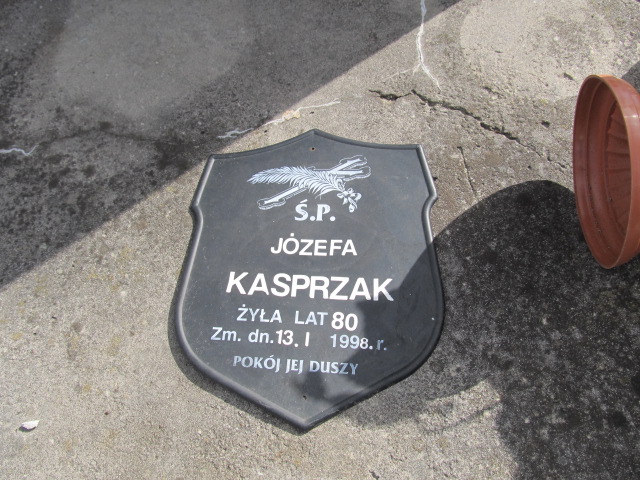 Ś.P.
JÓZEFA
KASPRZAK
ŻYŁA LAT 80
Zm. dn. 13. I 1998. r.
POKÓJ JEJ DUSZY